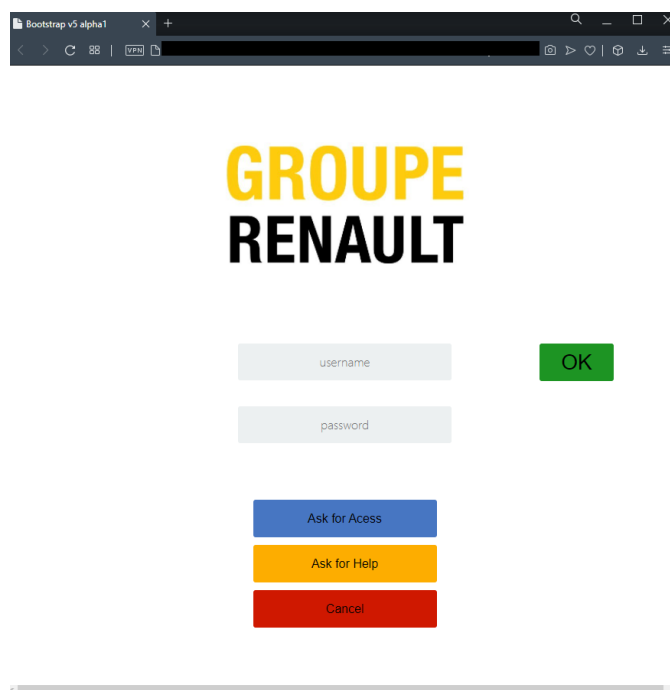 Bootstrap v5 alpha1
VPN
GROUPE
RENAULT
username
OK
password
Ask for Acess
Ask for Help
Cancel